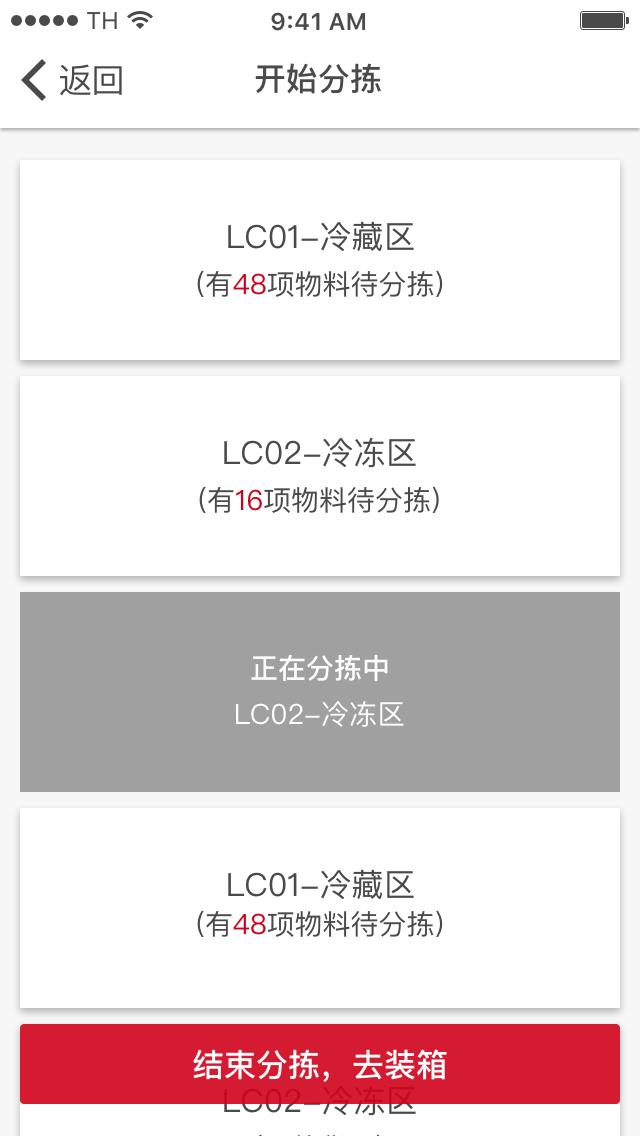 TH 9:41 AM
返回 开始分拣
LC01-冷藏区
(有48项物料待分拣)
LC02-冷冻区
(有16项物料待分拣)
正在分拣中
LC02-冷冻区
LC01-冷藏区
(有48项物料待分拣)
结束分拣，去装箱
LC02-冷冻区